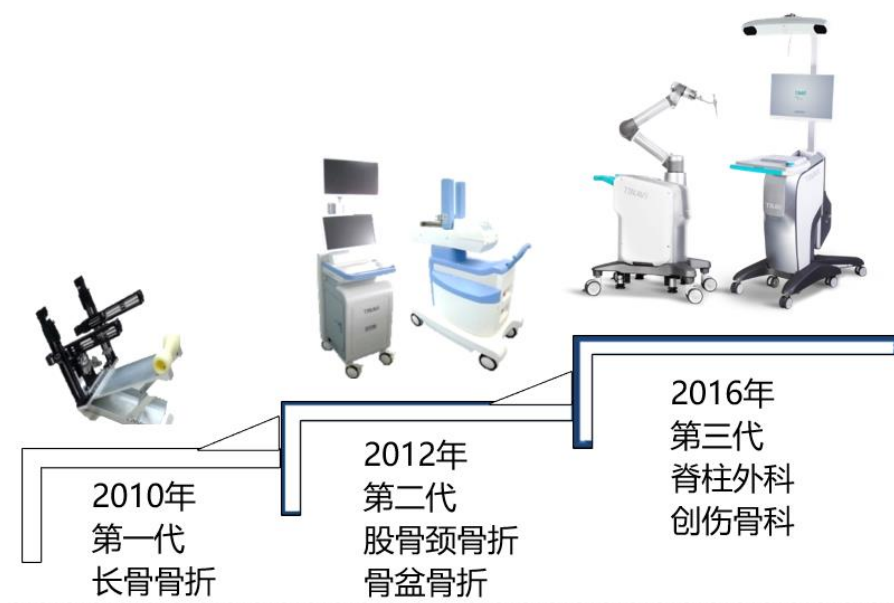 2010年
第一代
长骨骨折
2012年
第二代
股骨颈骨折
骨盆骨折
2016年
第三代
脊柱外科
创伤骨科